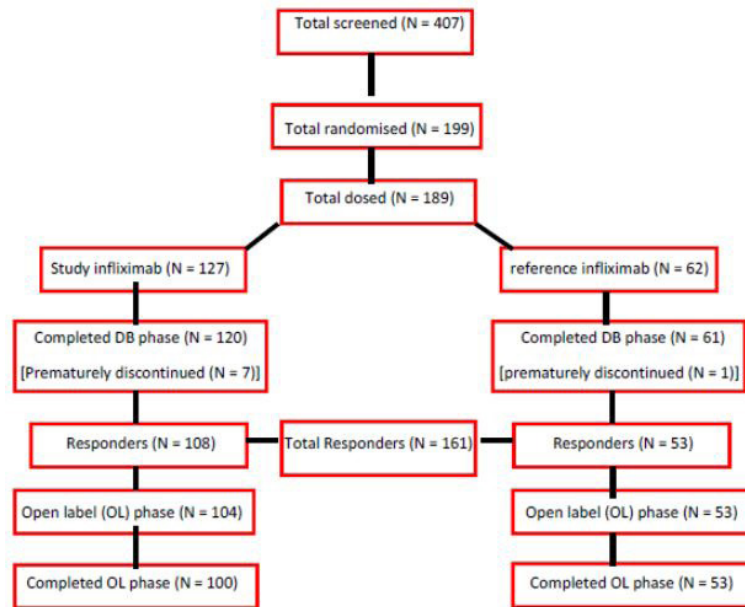 Total screened (N = 407)
Total randomised (N = 199)
Total dosed (N = 189)
Study infliximab (N = 127)
reference infliximab (N = 62)
Completed DB phase (N = 120)
[Prematurely discontinued (N = 7)]
Completed DB phase (N = 61)
[prematurely discontinued (N = 1)]
Responders (N = 108)
Total Responders (N = 161)
Responders (N = 53)
Open label (OL) phase (N = 104)
Open label (OL) phase (N = 53)
Completed OL phase (N = 100)
Completed OL phase (N = 53)